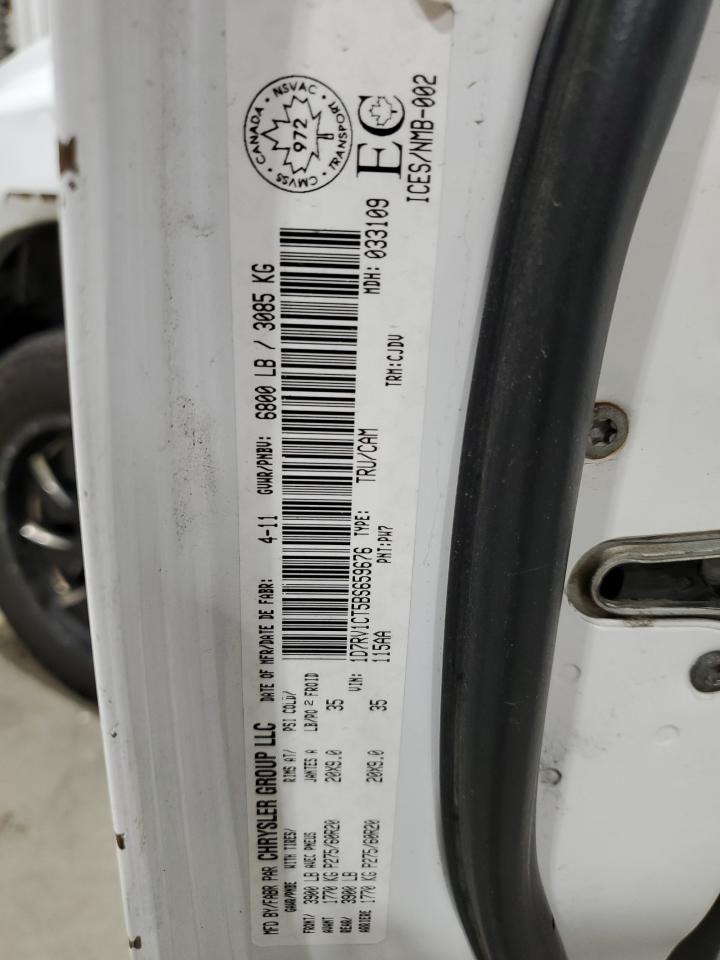 MFD BY/FABR PAR CHRYSLER GROUP LLC
DATE OF MFR/DATE DE FABR: 4-11 GVWR/PNBV: 6800 LB / 3085 KG
GAWR/PNBE WITH TIRES/ RIMS AT/ PSI COLD/
FRONT/ 3900 LB AVEC PNEUS JANTES A LB/PO 2 FROID
AVANT 1770 KG P275/60R20 20X9.0 35
REAR/ 3900 LB
ARRIERE 1770 KG P275/60R20 20X9.0 35
VIN: 1D7RV1CT5BS659676 TYPE: TRU/CAM MDH: 033109
115AA PNT:PW7 TRM:CJDV
CANADA • NSVAC • TRANSPORT • CMVSS •
972
EC
ICES/NMB-002